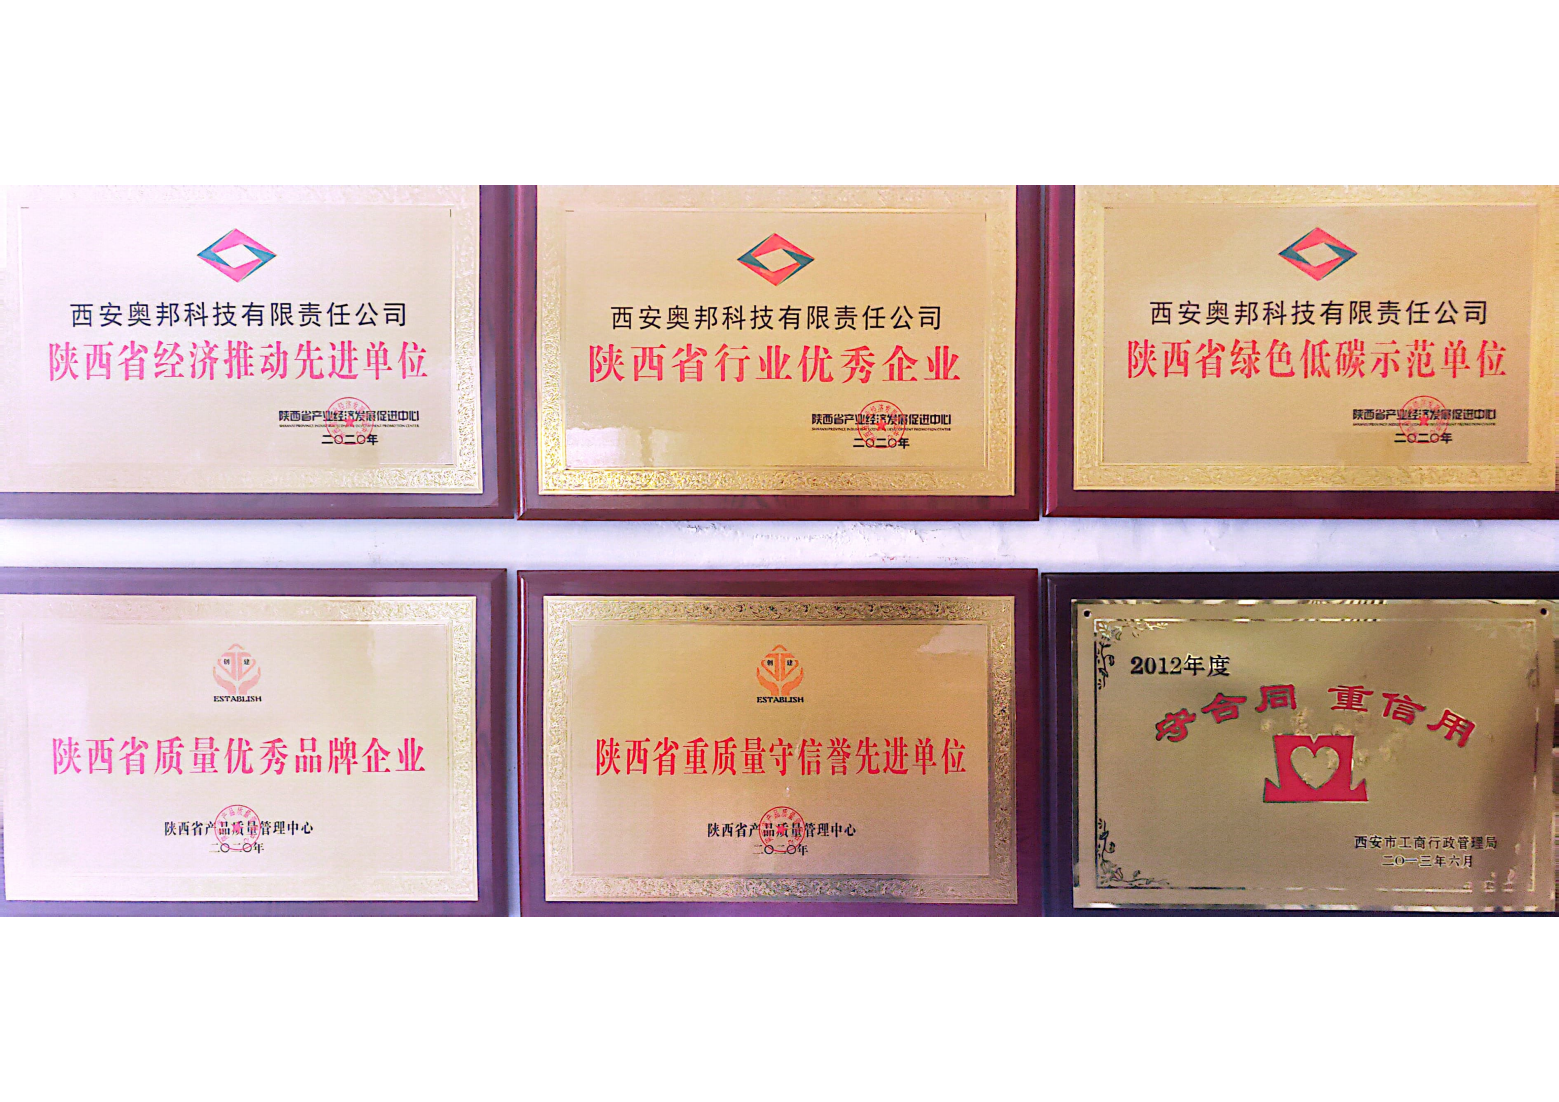 西安奥邦科技有限责任公司
陕西省经济推动先进单位
陕西省产业经济发展促进中心
二〇二〇年
西安奥邦科技有限责任公司
陕西省行业优秀企业
陕西省产业经济发展促进中心
二〇二〇年
西安奥邦科技有限责任公司
陕西省绿色低碳示范单位
陕西省产业经济发展促进中心
二〇二〇年
创建
ESTABLISH
陕西省质量优秀品牌企业
陕西省产品质量管理中心
二〇二〇年
创建
ESTABLISH
陕西省重质量守信誉先进单位
陕西省产品质量管理中心
二〇二〇年
2012年度
守合同 重信用
西安市工商行政管理局
二〇一三年六月